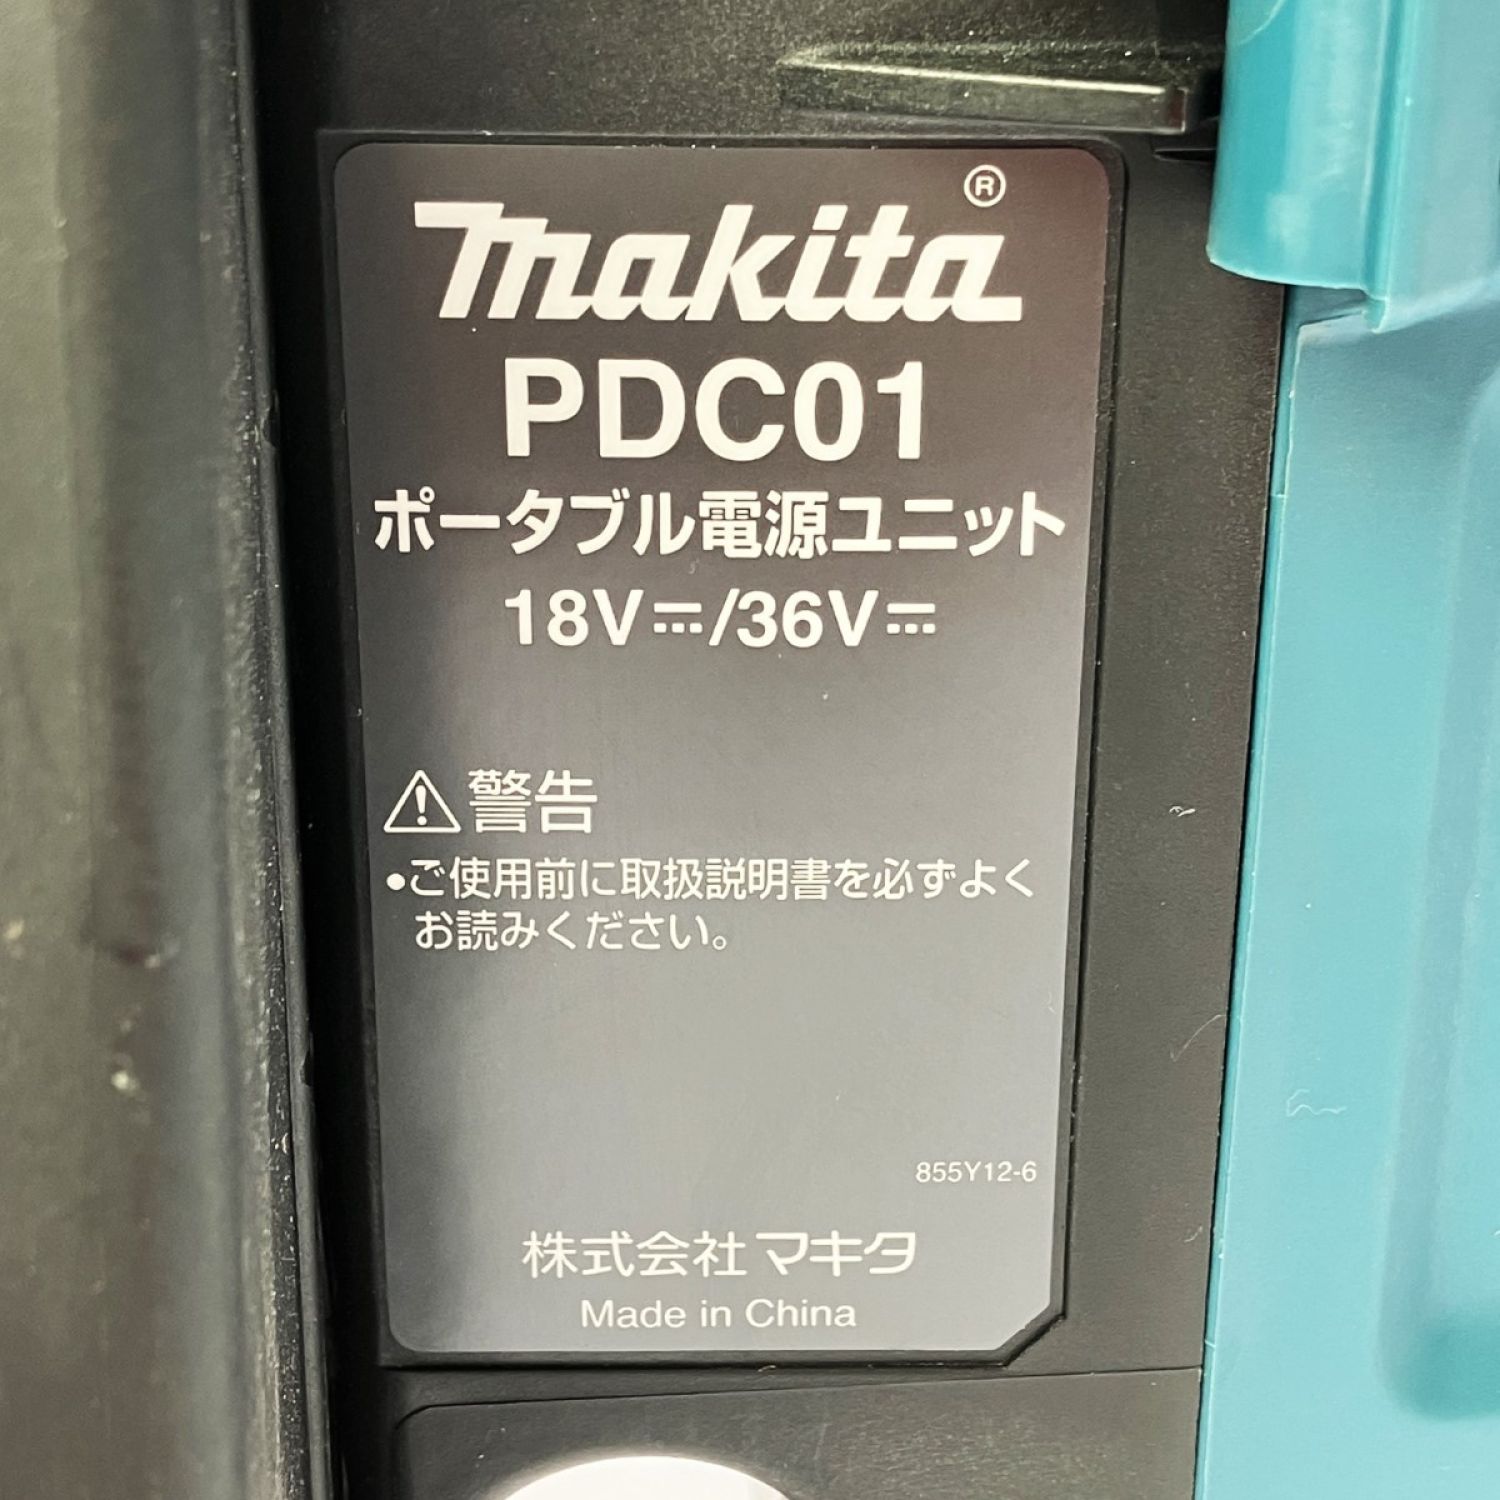 makita®
PDC01
ポータブル電源ユニット
18V⎓/36V⎓
⚠警告
•ご使用前に取扱説明書を必ずよく
お読みください。
855Y12-6
株式会社マキタ
Made in China